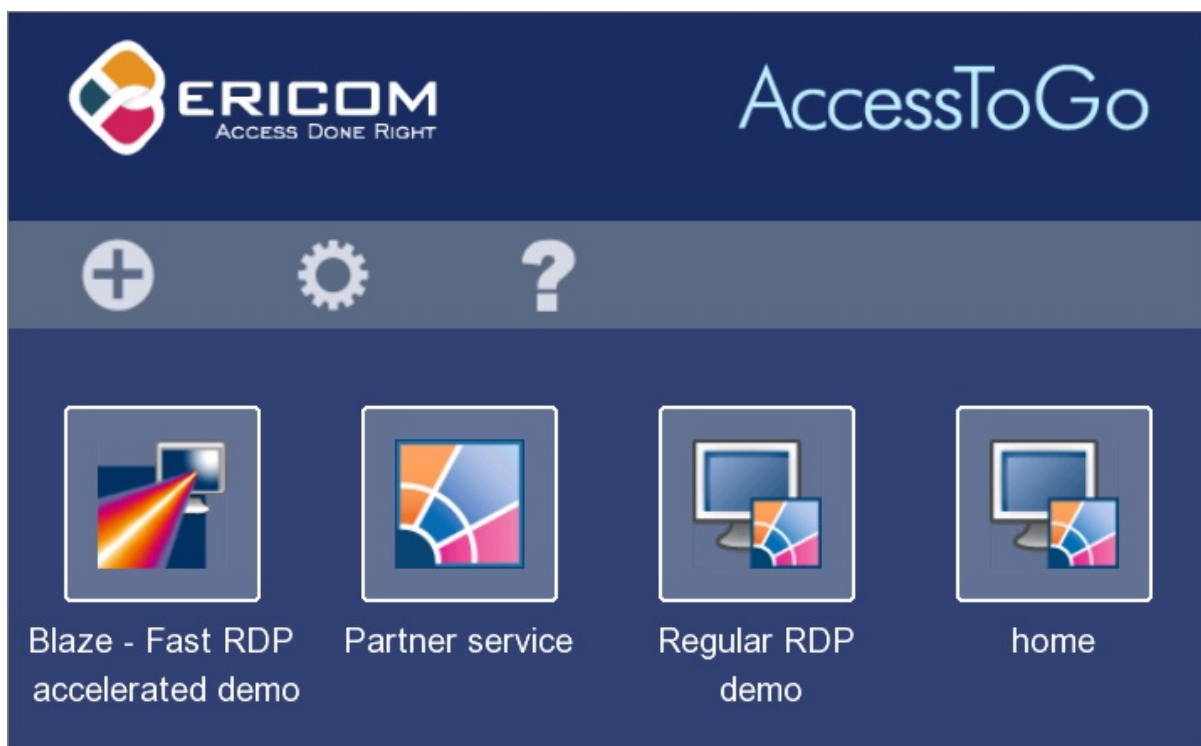 ERICOM
ACCESS DONE RIGHT
AccessToGo
?
Blaze - Fast RDP
accelerated demo
Partner service
Regular RDP
demo
home